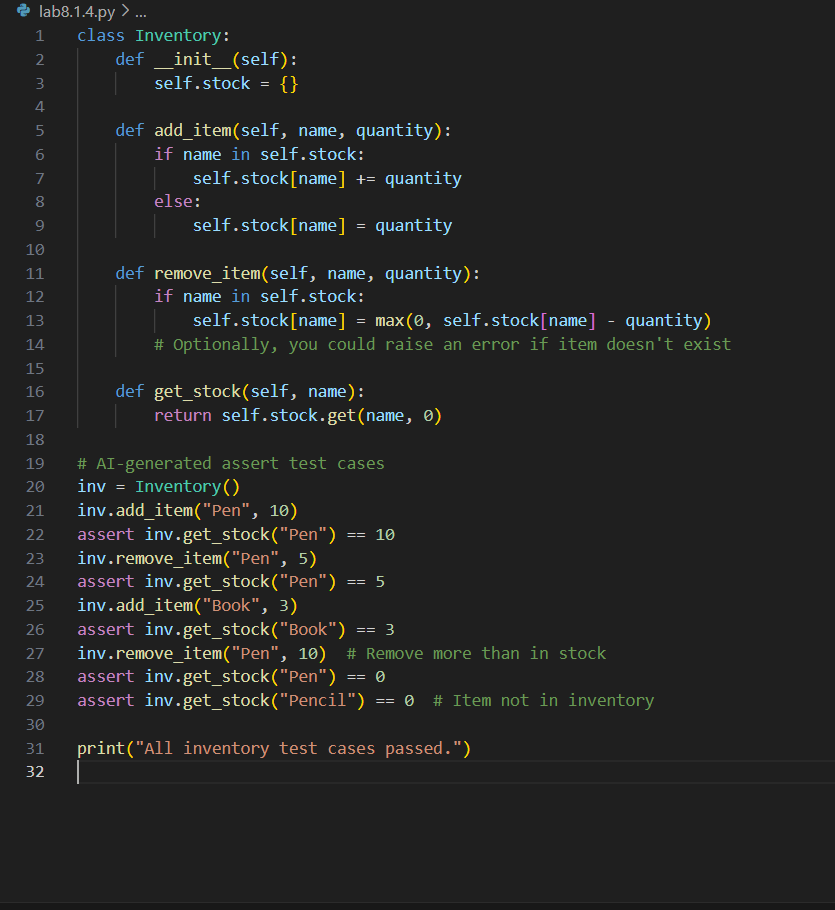 lab8.1.4.py > ...
1 class Inventory:
2     def __init__(self):
3         self.stock = {}
4
5     def add_item(self, name, quantity):
6         if name in self.stock:
7             self.stock[name] += quantity
8         else:
9             self.stock[name] = quantity
10
11     def remove_item(self, name, quantity):
12         if name in self.stock:
13             self.stock[name] = max(0, self.stock[name] - quantity)
14         # Optionally, you could raise an error if item doesn't exist
15
16     def get_stock(self, name):
17         return self.stock.get(name, 0)
18
19 # AI-generated assert test cases
20 inv = Inventory()
21 inv.add_item("Pen", 10)
22 assert inv.get_stock("Pen") == 10
23 inv.remove_item("Pen", 5)
24 assert inv.get_stock("Pen") == 5
25 inv.add_item("Book", 3)
26 assert inv.get_stock("Book") == 3
27 inv.remove_item("Pen", 10)  # Remove more than in stock
28 assert inv.get_stock("Pen") == 0
29 assert inv.get_stock("Pencil") == 0  # Item not in inventory
30
31 print("All inventory test cases passed.")
32